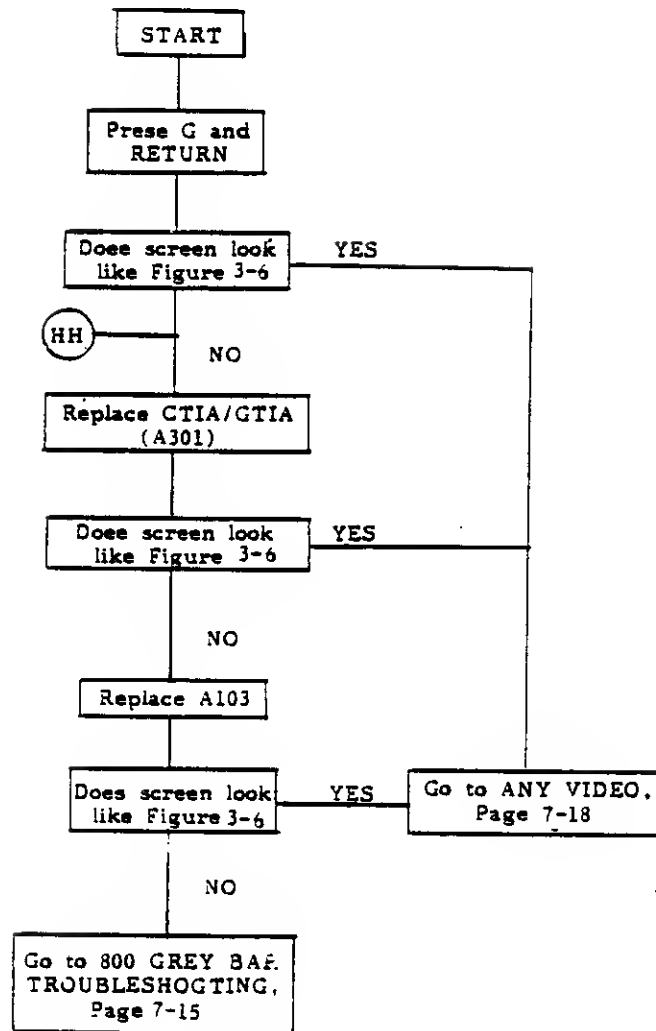 START
Prese G and
RETURN
Doee screen look
like Figure 3-6
YES
HH
NO
Replace CTIA/GTIA
(A301)
Doee screen look
like Figure 3-6
YES
NO
Replace A103
Does screen look
like Figure 3-6
YES
Go to ANY VIDEO,
Page 7-18
NO
Go to 800 GREY BAR
TROUBLESHOGTING,
Page 7-15